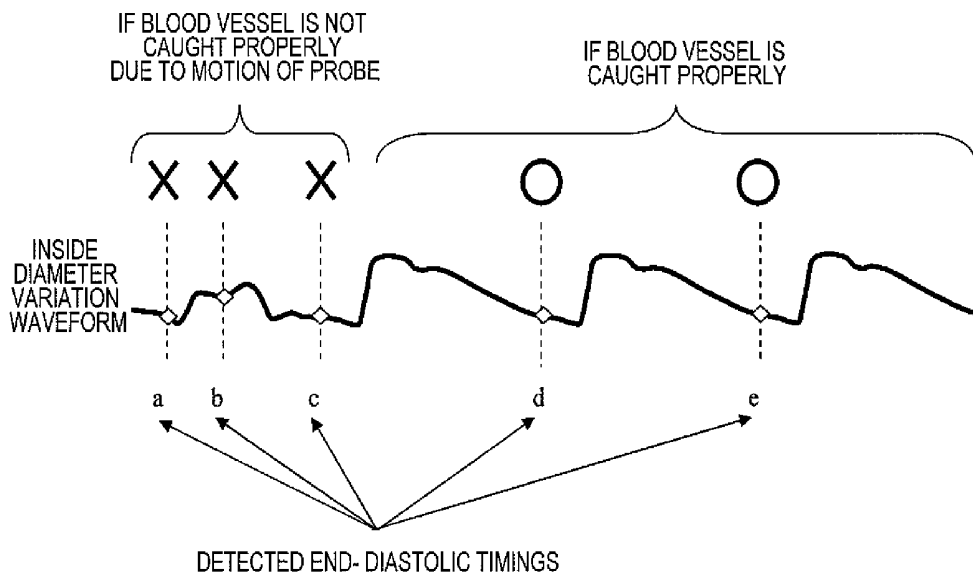 IF BLOOD VESSEL IS NOT
CAUGHT PROPERLY
DUE TO MOTION OF PROBE
IF BLOOD VESSEL IS
CAUGHT PROPERLY
X X X O O
INSIDE
DIAMETER
VARIATION
WAVEFORM
a b c d e
DETECTED END- DIASTOLIC TIMINGS